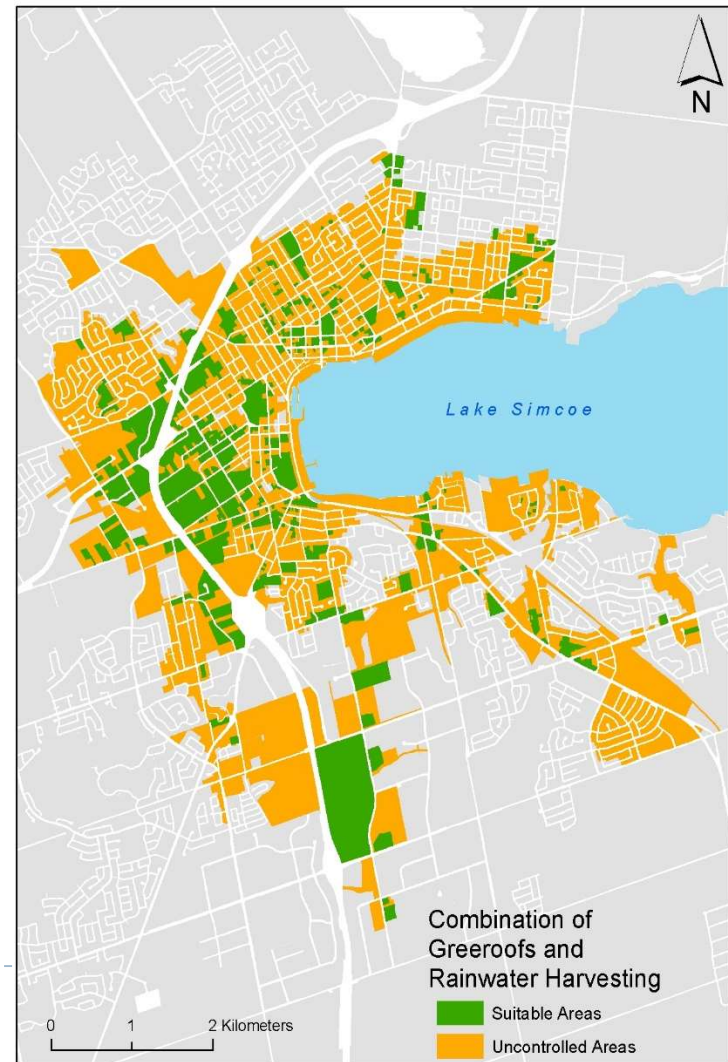 N
Lake Simcoe
Combination of
Greeroofs and
Rainwater Harvesting
Suitable Areas
Uncontrolled Areas
0 1 2 Kilometers